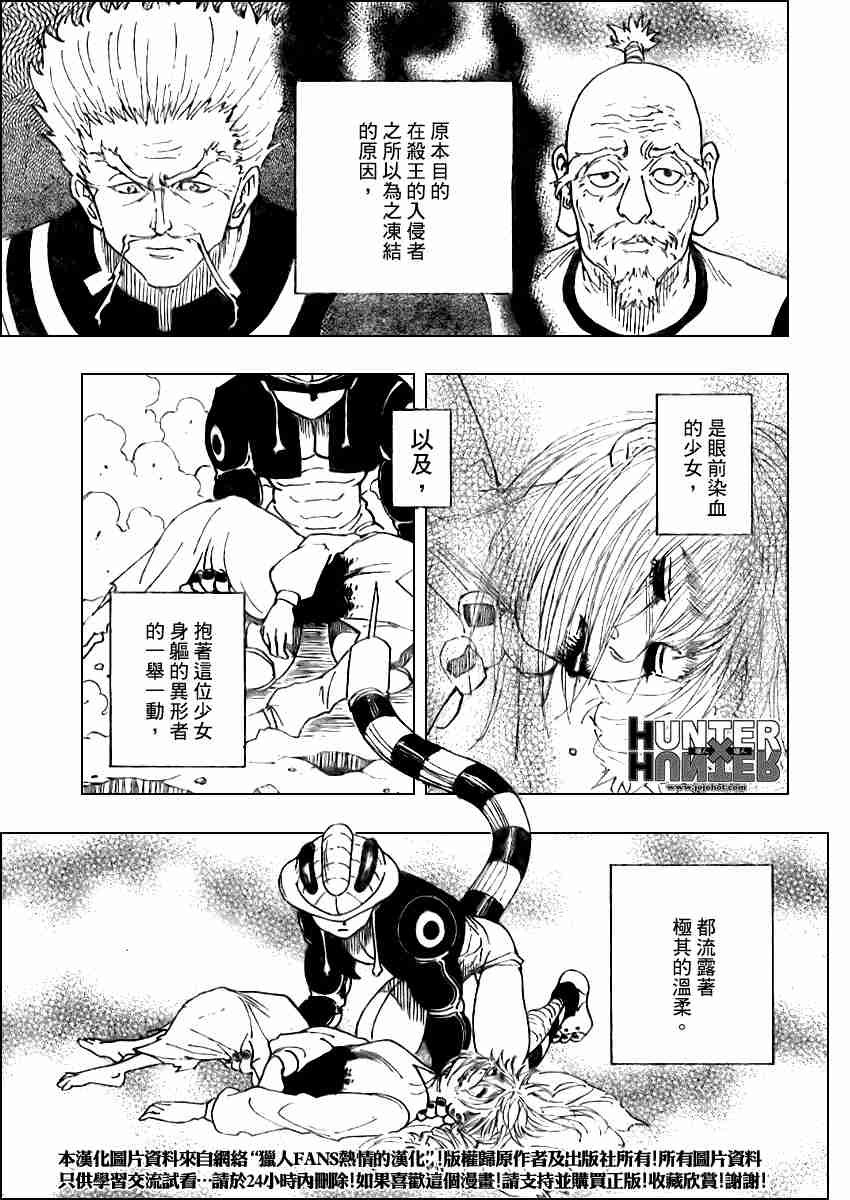 原本目的
在殺王的入侵者
之所以為之凍結
的原因，
是眼前染血
的少女，
以及，
抱著這位少女
身軀的異形者
的一舉一動，
HUNTER
×
HUNTER
www.jojohot.com
都流露著
極其的溫柔。
本漢化圖片資料來自網絡“獵人FANS熱情的漢化”！版權歸原作者及出版社所有！所有圖片資料
只供學習交流試看…請於24小時內刪除！如果喜歡這個漫畫！請支持並購買正版！收藏欣賞！謝謝！